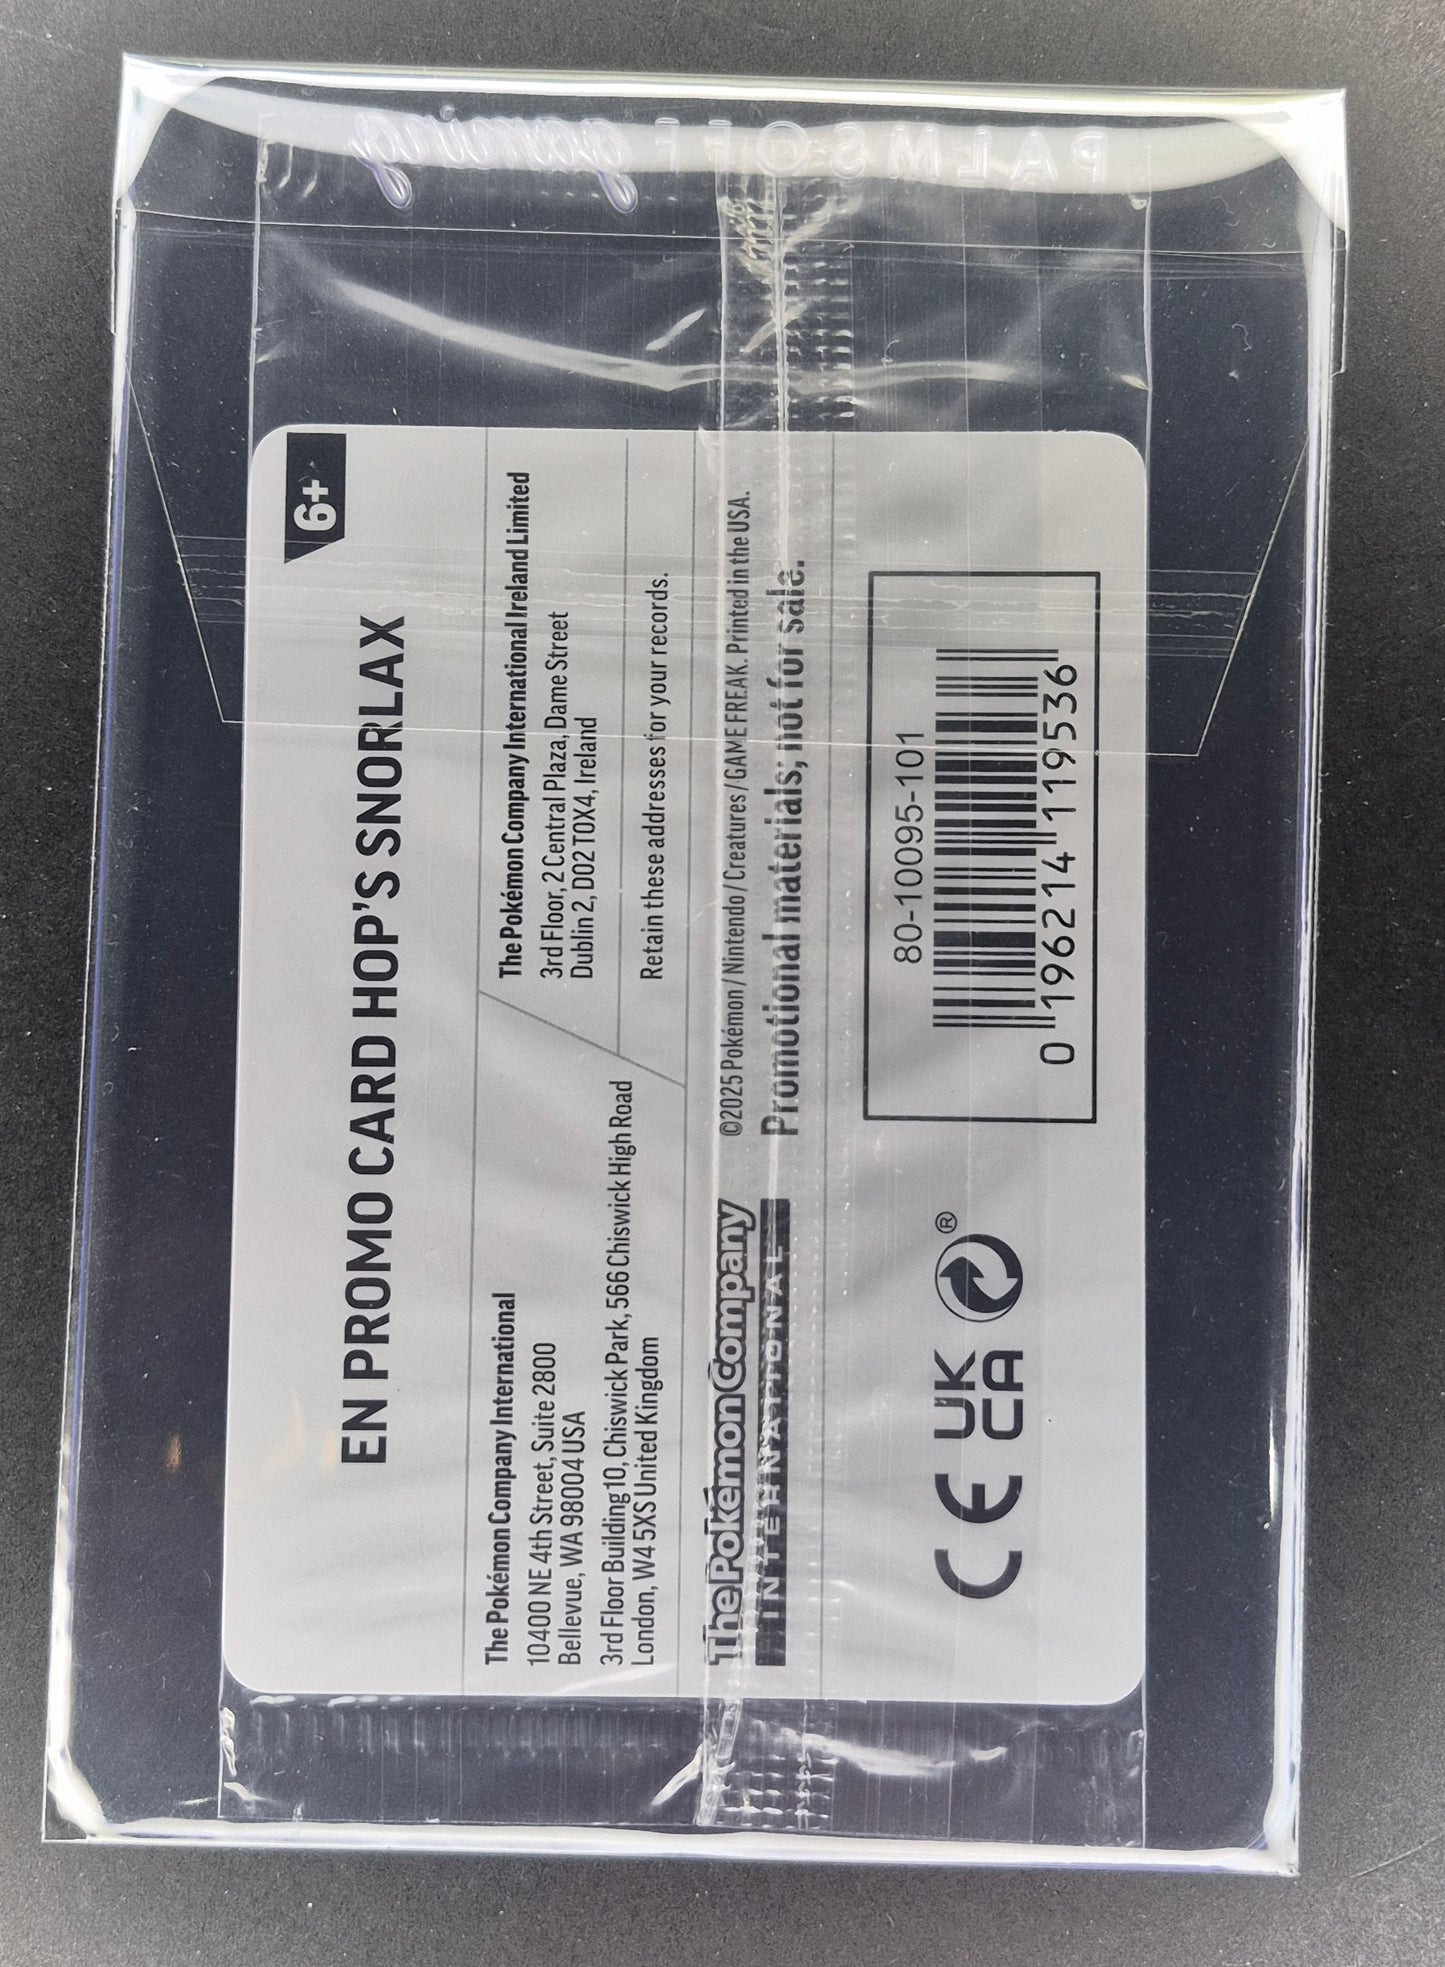 PALMS OFF gaming
6+
EN PROMO CARD HOP'S SNORLAX
The Pokémon Company International
10400 NE 4th Street, Suite 2800
Bellevue, WA 98004 USA
3rd Floor Building 10, Chiswick Park, 566 Chiswick High Road
London, W4 5XS United Kingdom
The Pokémon Company International Ireland Limited
3rd Floor, 2 Central Plaza, Dame Street
Dublin 2, D02 T0X4, Ireland
Retain these addresses for your records.
The Pokémon Company
INTERNATIONAL
©2025 Pokémon / Nintendo / Creatures / GAME FREAK. Printed in the USA.
Promotional materials; not for sale.
CE UK
CA ®
80-10095-101
0 196214 119536